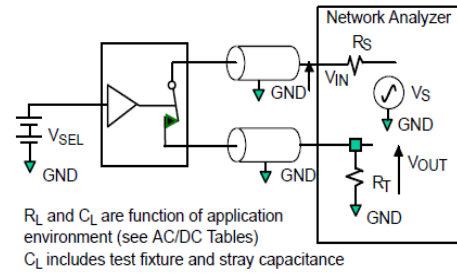 Network Analyzer
RS
VIN
GND
VS
GND
VSEL
GND
GND
VOUT
RT
GND
RL and CL are function of application
environment (see AC/DC Tables)
CL includes test fixture and stray capacitance